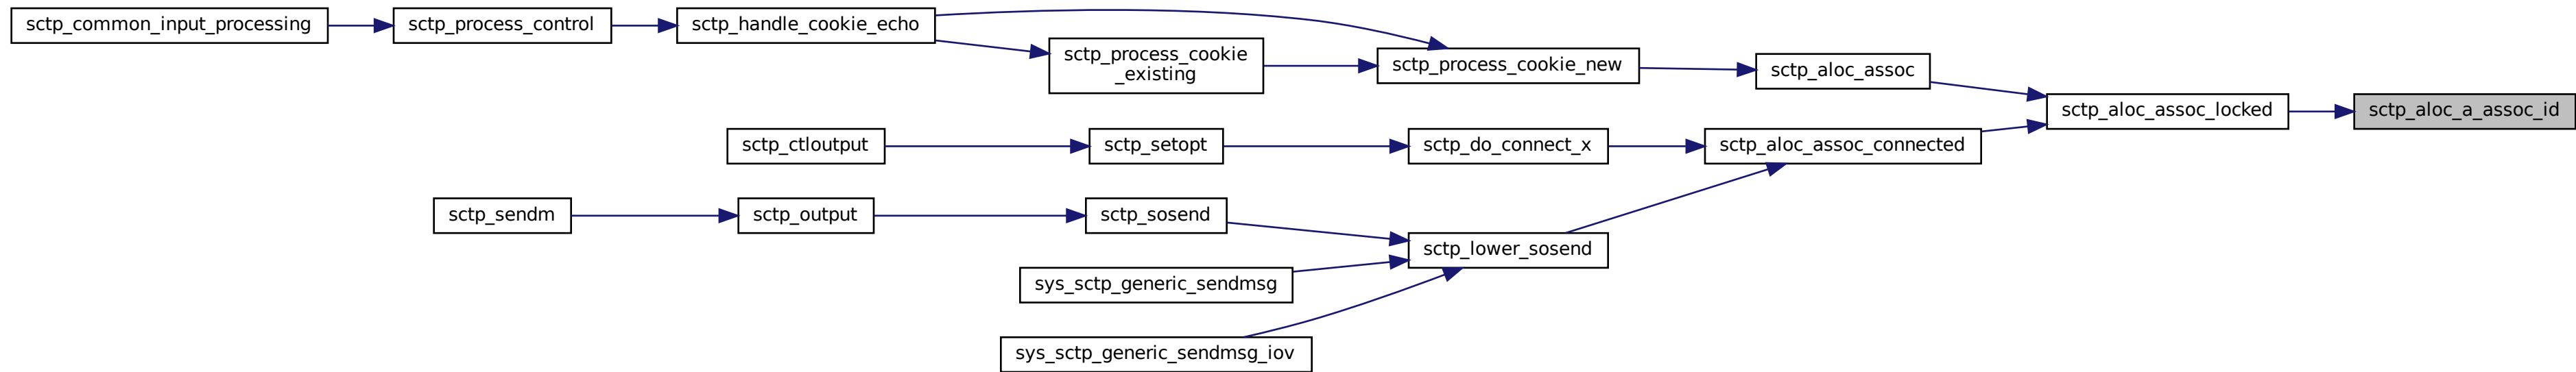 sctp_common_input_processing
sctp_process_control
sctp_handle_cookie_echo
sctp_process_cookie
_existing
sctp_process_cookie_new
sctp_aloc_assoc
sctp_aloc_assoc_locked
sctp_aloc_a_assoc_id
sctp_ctloutput
sctp_setopt
sctp_do_connect_x
sctp_aloc_assoc_connected
sctp_sendm
sctp_output
sctp_sosend
sctp_lower_sosend
sys_sctp_generic_sendmsg
sys_sctp_generic_sendmsg_iov